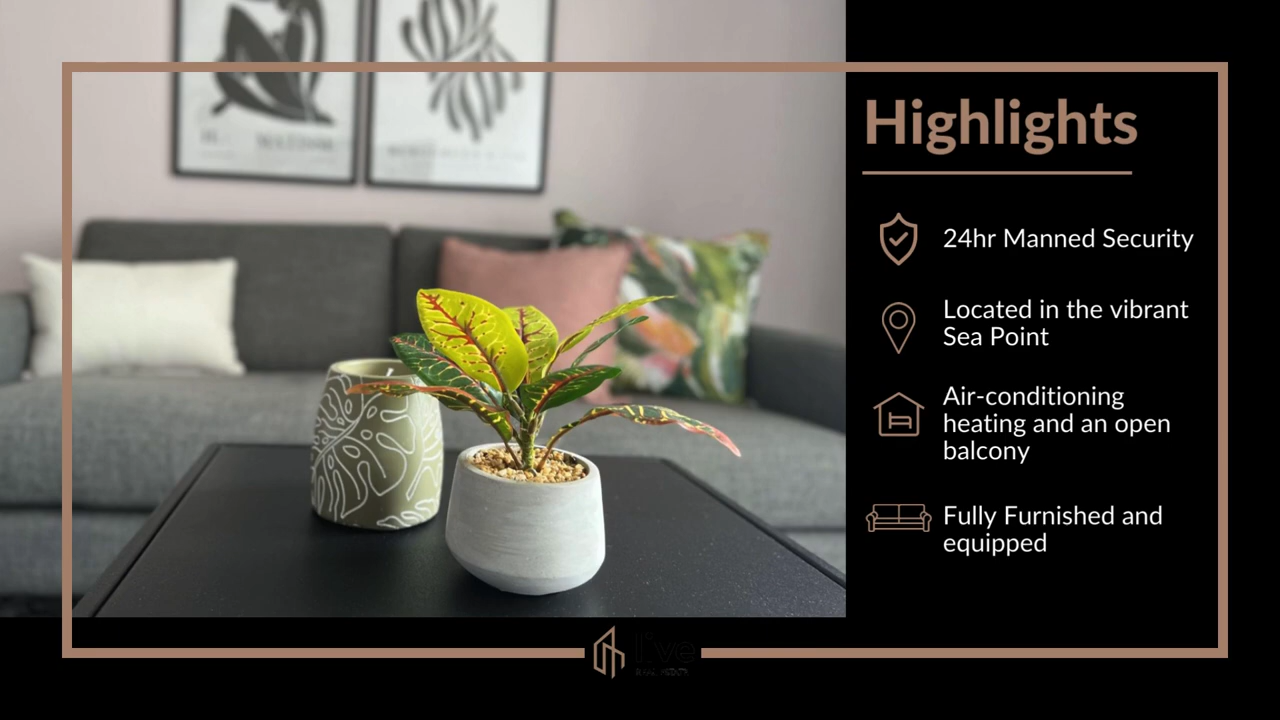 Highlights
24hr Manned Security
Located in the vibrant
Sea Point
Air-conditioning
heating and an open
balcony
Fully Furnished and
equipped
live